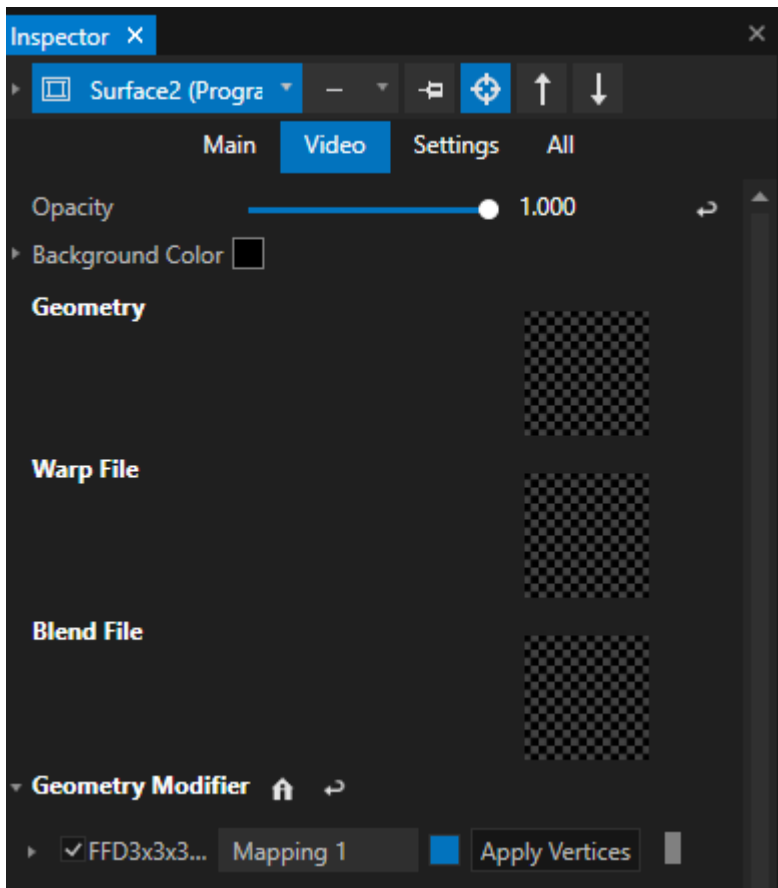 Inspector
Surface2 (Progra
Main Video Settings All
Opacity 1.000
Background Color
Geometry
Warp File
Blend File
Geometry Modifier
FFD3x3x3... Mapping 1 Apply Vertices